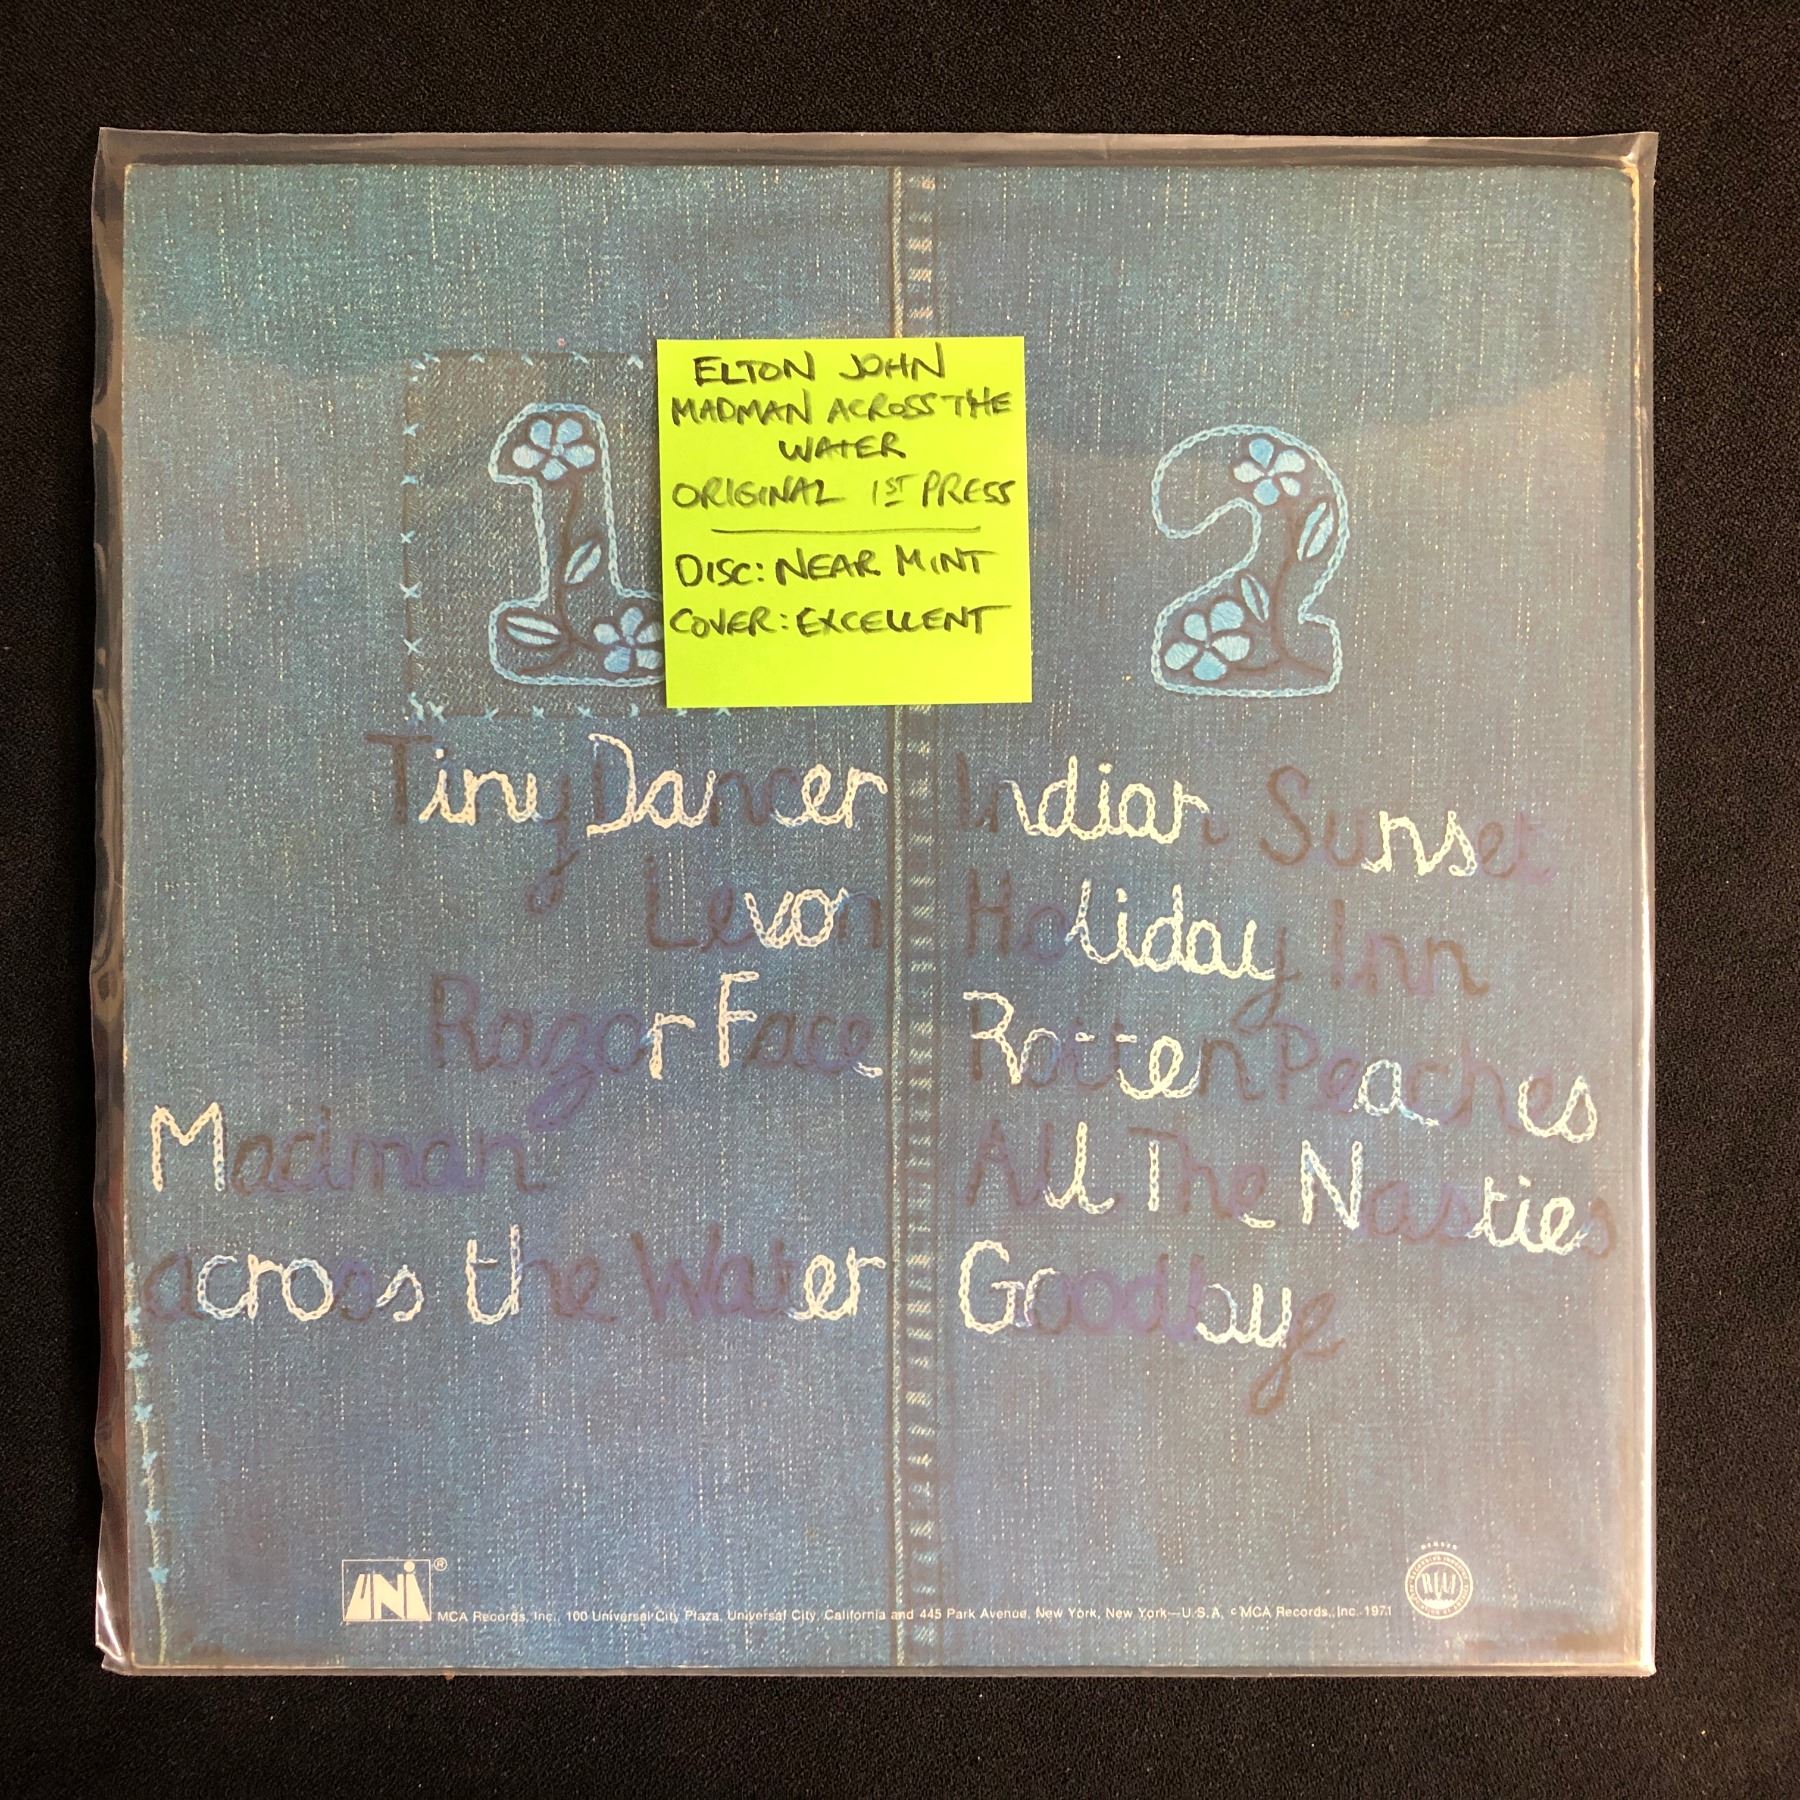 ELTON JOHN
MADMAN ACROSS THE
WATER
ORIGINAL 1ST PRESS
DISC: NEAR MINT
COVER: EXCELLENT
1
Tiny Dancer
Levon
Razor Face
Madman
across the Water
2
Indian Sunset
Holiday Inn
Rotten Peaches
All The Nasties
Goodbye
UNI ®
MCA Records, Inc., 100 Universal City Plaza, Universal City, California and 445 Park Avenue, New York, New York—U.S.A. c MCA Records, Inc. 1971
MEMBER